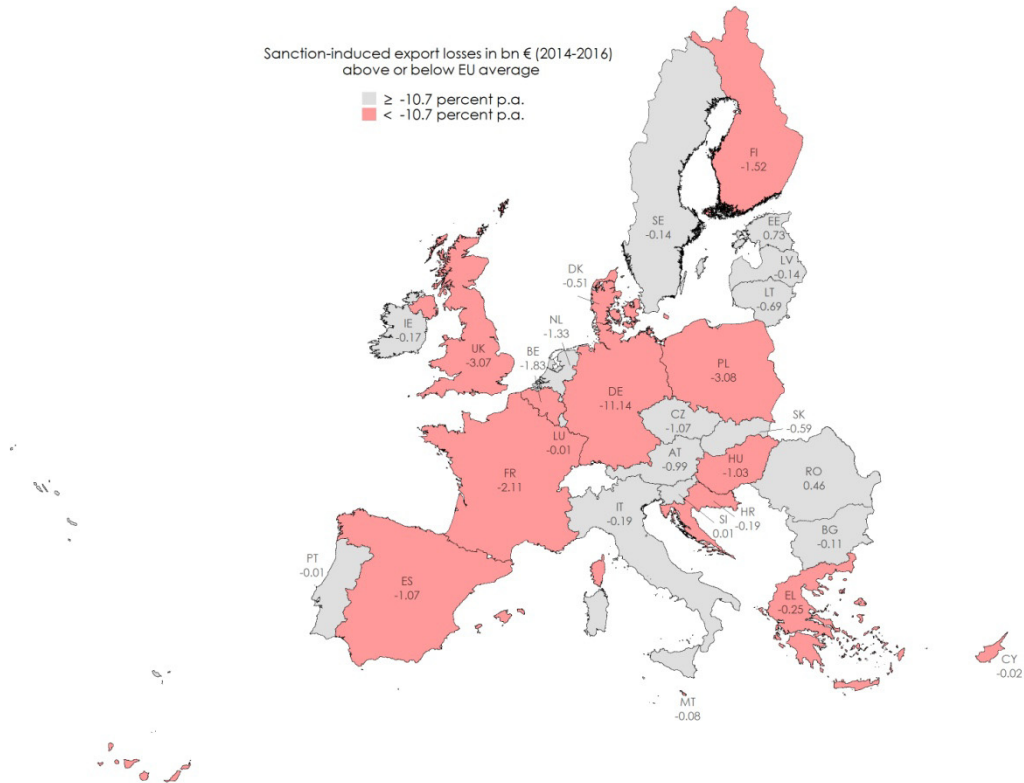 Sanction-induced export losses in bn € (2014-2016)
above or below EU average
≥ -10.7 percent p.a.
< -10.7 percent p.a.
FI
-1.52
SE
-0.14
EE
0.73
LV
-0.14
LT
-0.69
DK
-0.51
NL
-1.33
BE
-1.83
IE
-0.17
UK
-3.07
PL
-3.08
DE
-11.14
CZ
-1.07
SK
-0.59
LU
-0.01
AT
-0.99
HU
-1.03
FR
-2.11
RO
0.46
IT
-0.19
SI
0.01
HR
-0.19
BG
-0.11
PT
-0.01
ES
-1.07
EL
-0.25
CY
-0.02
MT
-0.08